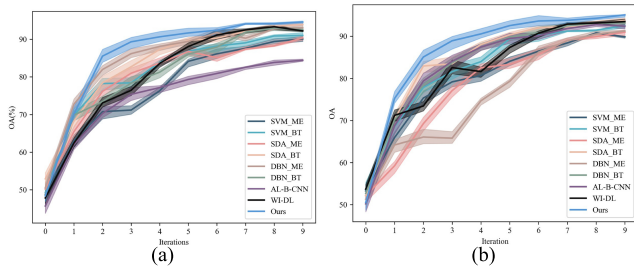 (a)
90
80
70
60
50
OA(%)
0 1 2 3 4 5 6 7 8 9
Iterations
SVM_ME
SVM_BT
SDA_ME
SDA_BT
DBN_ME
DBN_BT
AL-B-CNN
WI-DL
Ours
(a)
(b)
90
80
70
60
50
OA
0 1 2 3 4 5 6 7 8 9
Iteration
SVM_ME
SVM_BT
SDA_ME
SDA_BT
DBN_ME
DBN_BT
AL-B-CNN
WI-DL
Ours
(b)